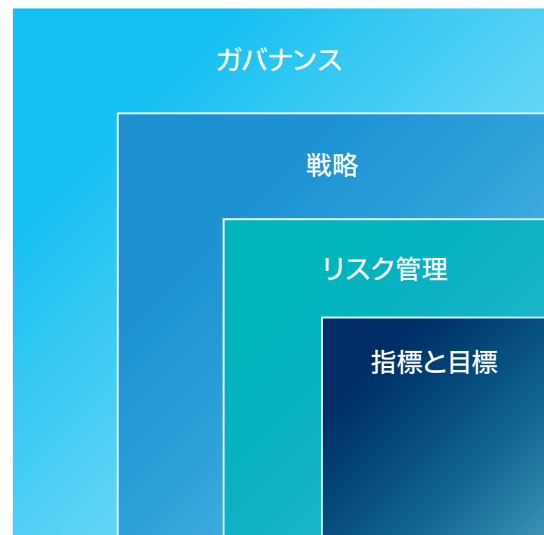 ガバナンス
戦略
リスク管理
指標と目標